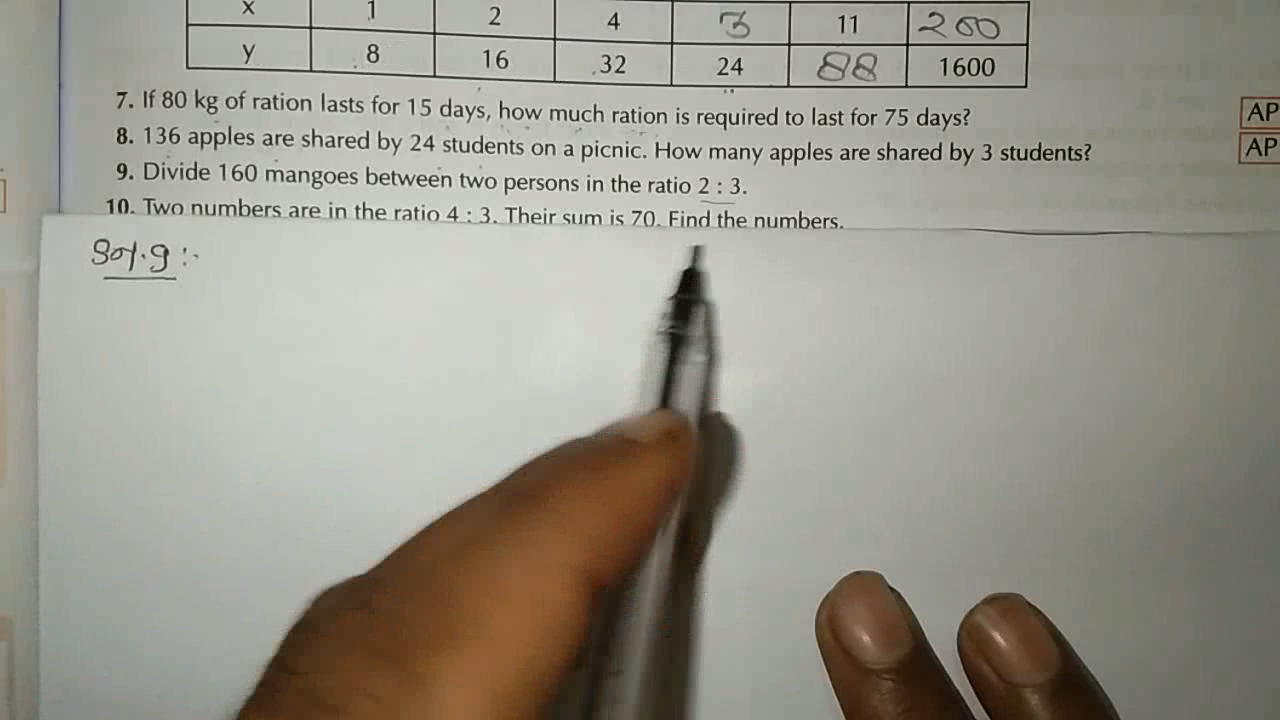 x 1 2 4 3 11 200
y 8 16 32 24 88 1600
7. If 80 kg of ration lasts for 15 days, how much ration is required to last for 75 days? AP
8. 136 apples are shared by 24 students on a picnic. How many apples are shared by 3 students? AP
9. Divide 160 mangoes between two persons in the ratio 2 : 3.
10. Two numbers are in the ratio 4 : 3. Their sum is 70. Find the numbers.
Sol.9:-